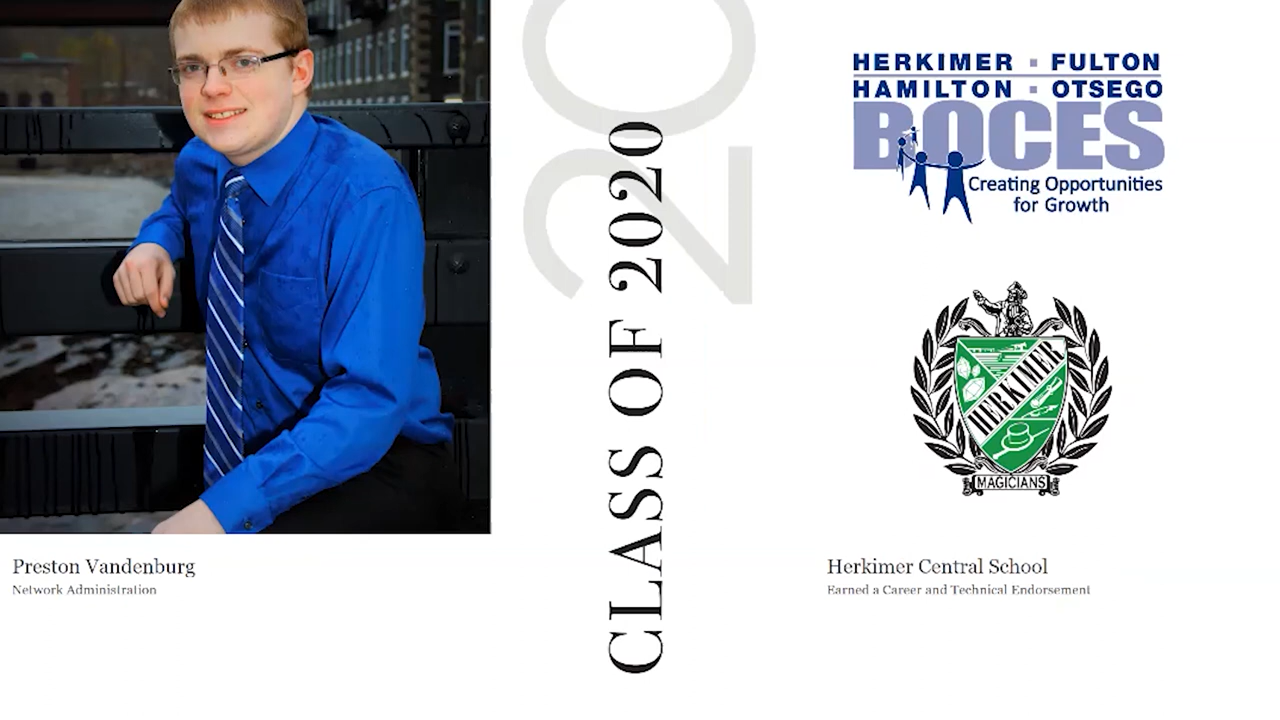 Preston Vandenburg
Network Administration
20
CLASS OF 2020
HERKIMER ▪ FULTON
HAMILTON ▪ OTSEGO
BOCES
Creating Opportunities
for Growth
HERKIMER
MAGICIANS
Herkimer Central School
Earned a Career and Technical Endorsement